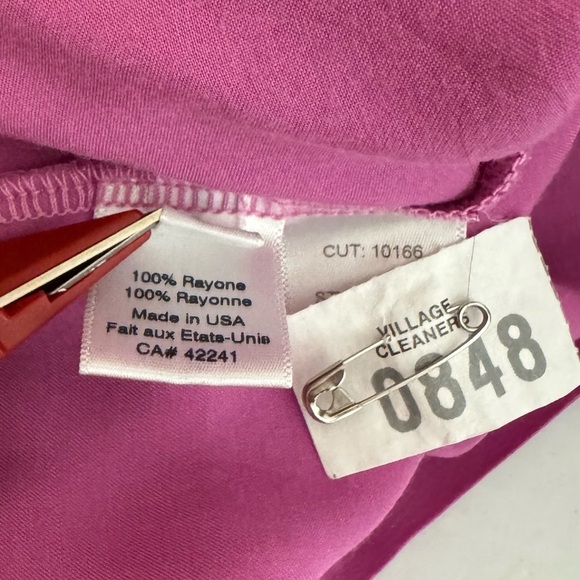 100% Rayone
100% Rayonne
Made in USA
Fait aux Etats-Unis
CA# 42241
CUT: 10166
VILLAGE
CLEANERS
0848